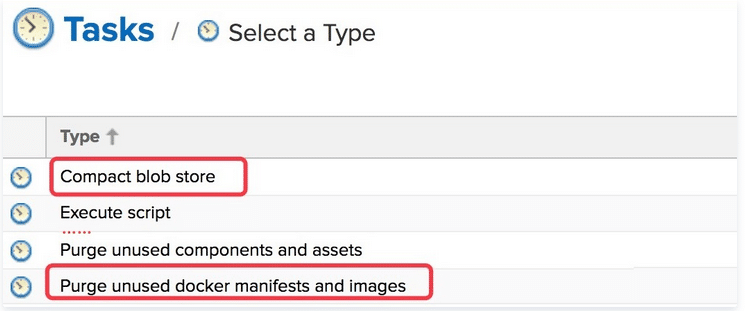 Tasks / Select a Type
Type
Compact blob store
Execute script
......
Purge unused components and assets
Purge unused docker manifests and images